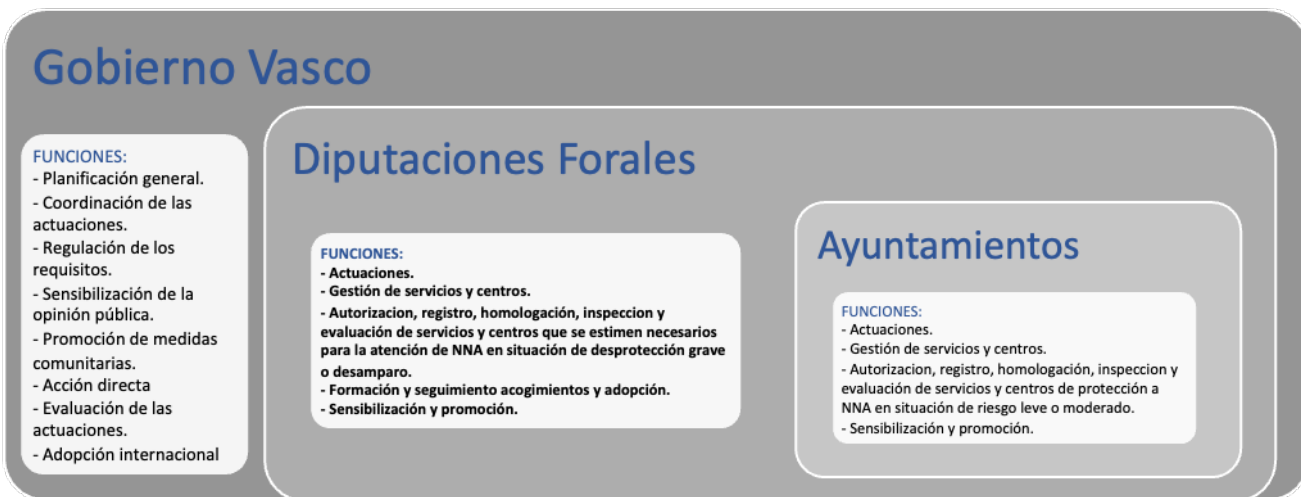 Gobierno Vasco
FUNCIONES:
- Planificación general.
- Coordinación de las
actuaciones.
- Regulación de los
requisitos.
- Sensibilización de la
opinión pública.
- Promoción de medidas
comunitarias.
- Acción directa
- Evaluación de las
actuaciones.
- Adopción internacional
Diputaciones Forales
FUNCIONES:
- Actuaciones.
- Gestión de servicios y centros.
- Autorizacion, registro, homologación, inspeccion y
evaluación de servicios y centros que se estimen necesarios
para la atención de NNA en situación de desprotección grave
o desamparo.
- Formación y seguimiento acogimientos y adopción.
- Sensibilización y promoción.
Ayuntamientos
FUNCIONES:
- Actuaciones.
- Gestión de servicios y centros.
- Autorizacion, registro, homologación, inspeccion y
evaluación de servicios y centros de protección a
NNA en situación de riesgo leve o moderado.
- Sensibilización y promoción.